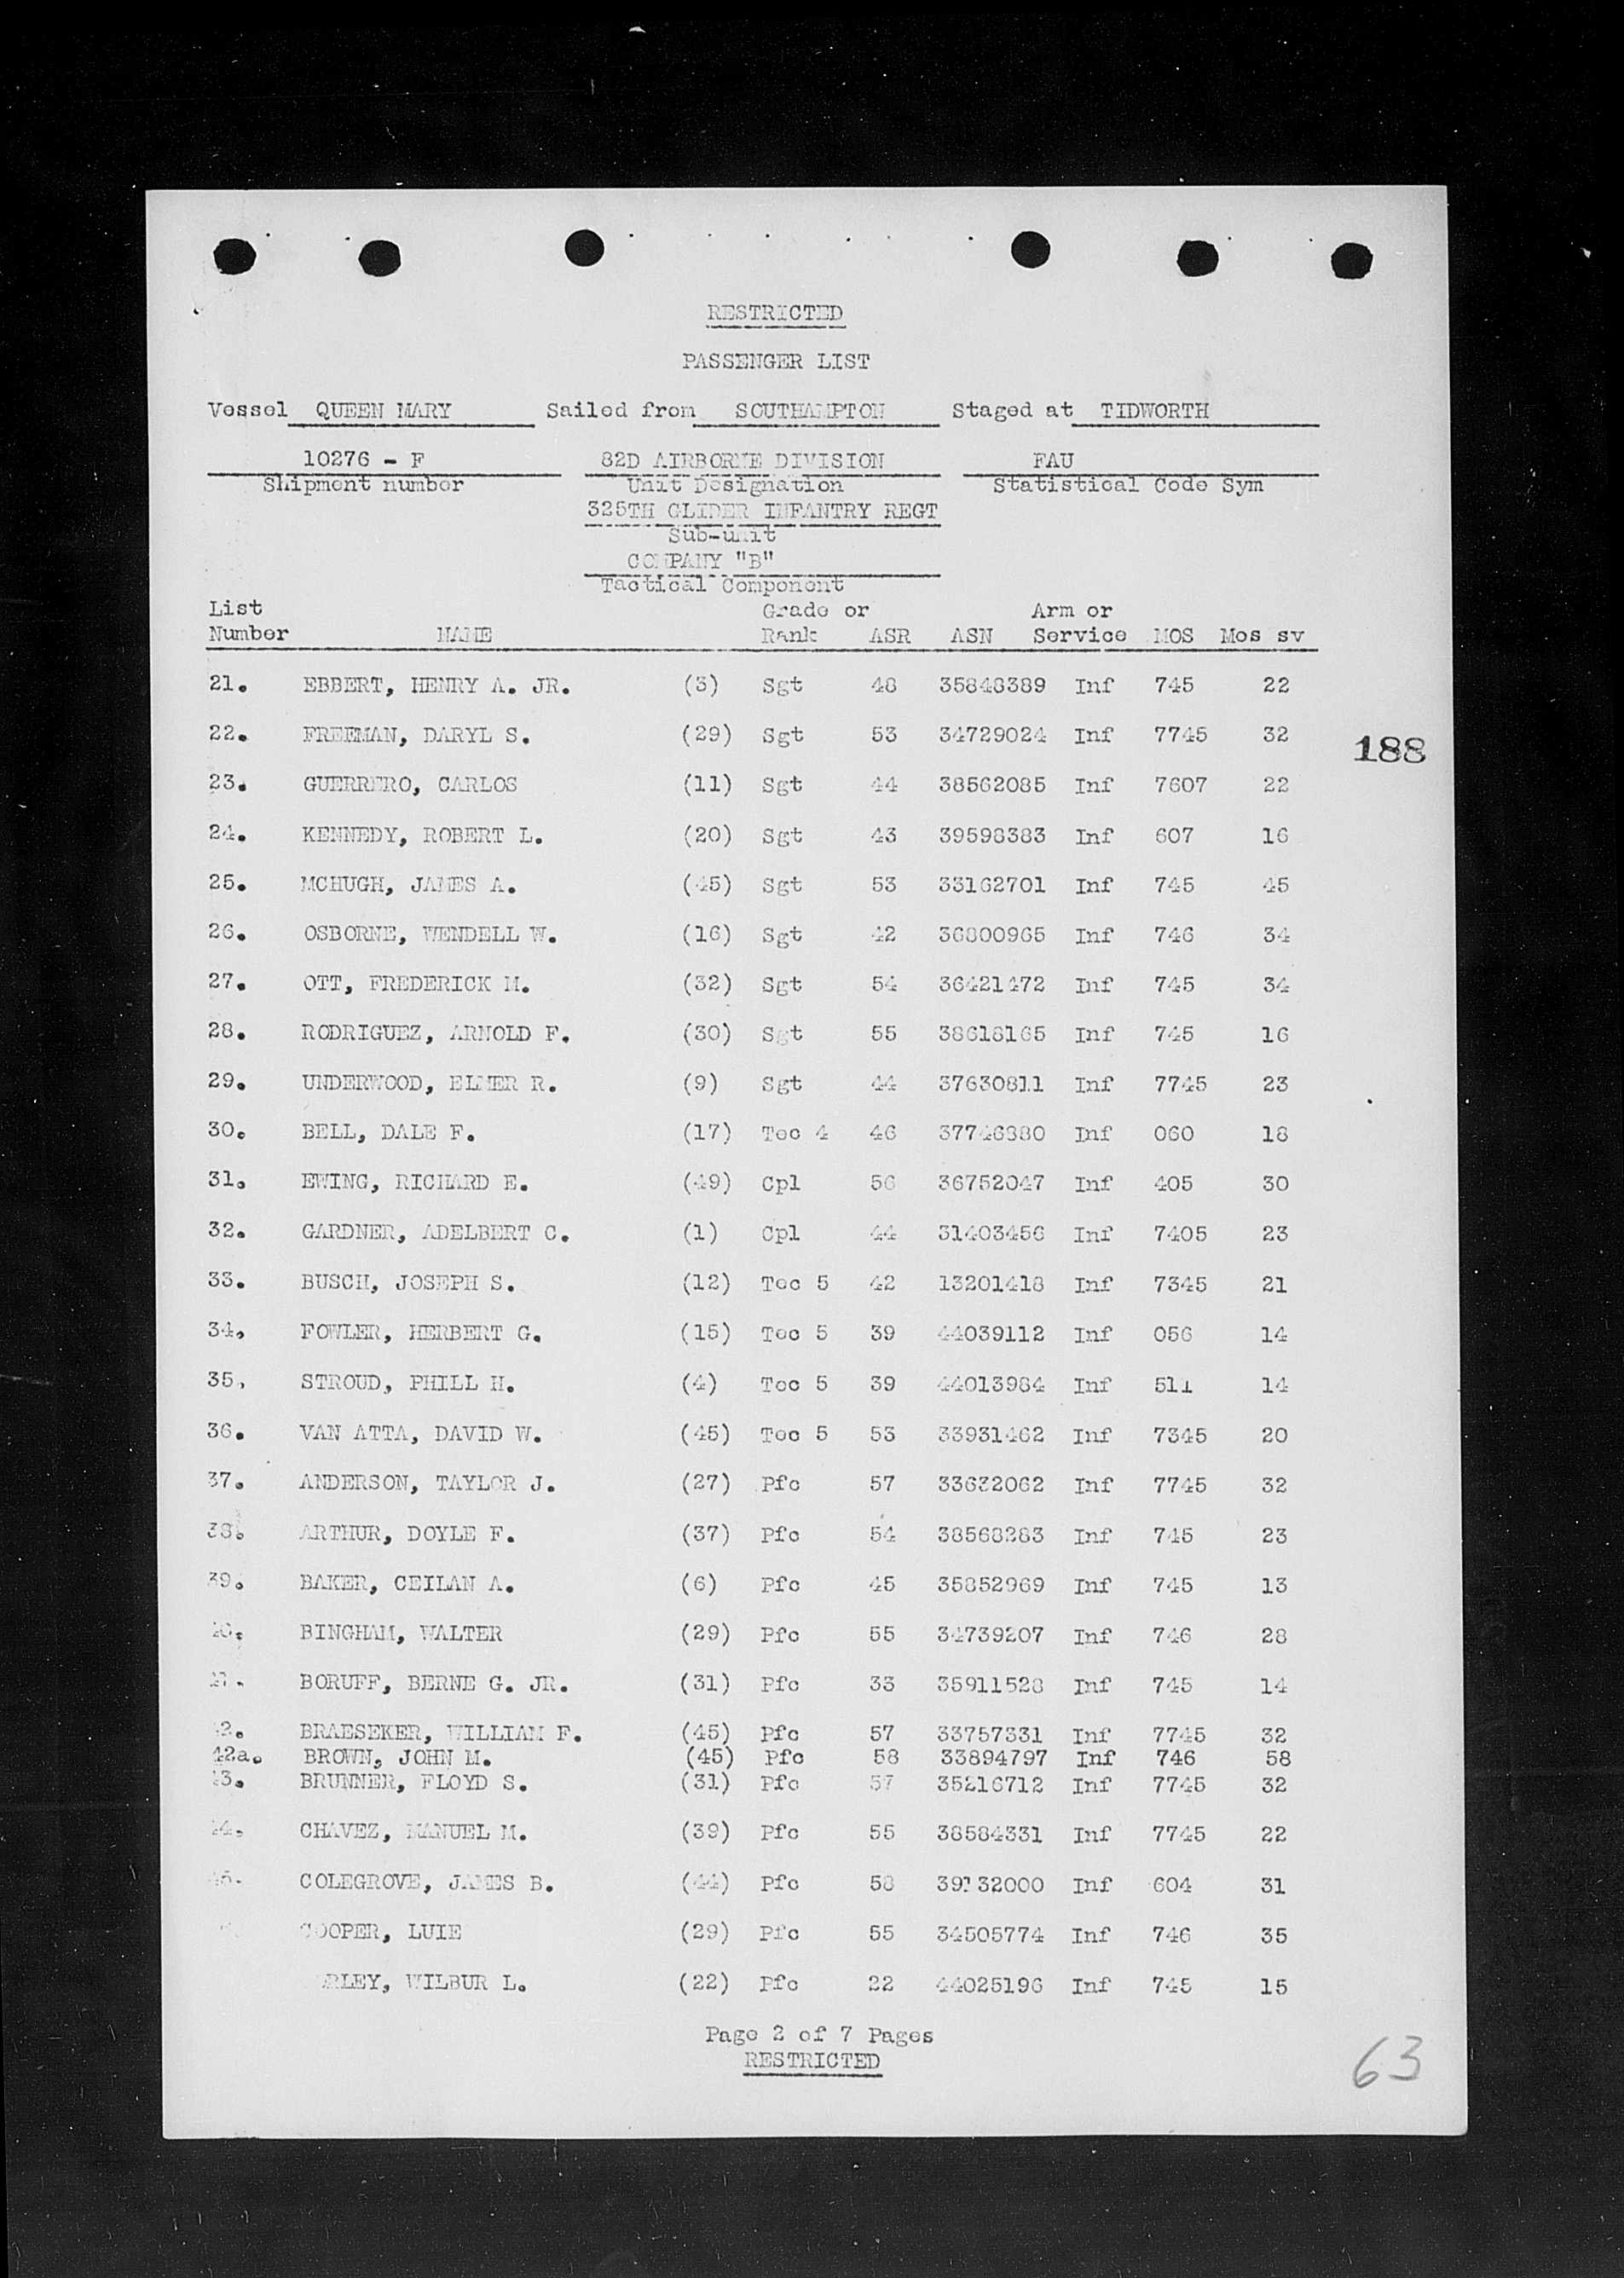 RESTRICTED
PASSENGER LIST
Vessel QUEEN MARY Sailed from SOUTHAMPTON Staged at TIDWORTH
10276 - F 82D AIRBORNE DIVISION FAU
Shipment number Unit Designation Statistical Code Sym
325TH GLIDER INFANTRY REGT
Sub-unit
COMPANY "B"
Tactical Component
List Grade or Arm or
Number NAME Rank ASR ASN Service MOS Mos sv
21. EBBERT, HENRY A. JR. (3) Sgt 48 35848389 Inf 745 22
22. FREEMAN, DARYL S. (29) Sgt 53 34729024 Inf 7745 32
188
23. GUERRERO, CARLOS (11) Sgt 44 38562085 Inf 7607 22
24. KENNEDY, ROBERT L. (20) Sgt 43 39598383 Inf 607 16
25. MCHUGH, JAMES A. (45) Sgt 53 33162701 Inf 745 45
26. OSBORNE, WENDELL W. (16) Sgt 42 36800965 Inf 746 34
27. OTT, FREDERICK M. (32) Sgt 54 36421472 Inf 745 34
28. RODRIGUEZ, ARNOLD F. (30) Sgt 55 38618165 Inf 745 16
29. UNDERWOOD, ELMER R. (9) Sgt 44 37630811 Inf 7745 23
30. BELL, DALE F. (17) Tec 4 46 37746880 Inf 060 18
31. EWING, RICHARD E. (49) Cpl 56 36752047 Inf 405 30
32. GARDNER, ADELBERT C. (1) Cpl 44 31403456 Inf 7405 23
33. BUSCH, JOSEPH S. (12) Tec 5 42 13201418 Inf 7345 21
34. FOWLER, HERBERT G. (15) Tec 5 39 44039112 Inf 056 14
35. STROUD, PHILL H. (4) Tec 5 39 44013984 Inf 511 14
36. VAN ATTA, DAVID W. (45) Tec 5 53 33931462 Inf 7345 20
37. ANDERSON, TAYLOR J. (27) Pfc 57 33632062 Inf 7745 32
38. ARTHUR, DOYLE F. (37) Pfc 54 38568283 Inf 745 23
39. BAKER, CEILAN A. (6) Pfc 45 35852969 Inf 745 13
BINGHAM, WALTER (29) Pfc 55 34739207 Inf 746 28
BORUFF, BERNE G. JR. (31) Pfc 33 35911528 Inf 745 14
BRAESEKER, WILLIAM F. (45) Pfc 57 33757331 Inf 7745 32
42a. BROWN, JOHN M. (45) Pfc 58 33894797 Inf 746 58
BRUNNER, FLOYD S. (31) Pfc 57 35216712 Inf 7745 32
CHAVEZ, MANUEL M. (39) Pfc 55 38584331 Inf 7745 22
COLEGROVE, JAMES B. (44) Pfc 58 Inf 604 31
COOPER, LUIE (29) Pfc 55 34505774 Inf 746 35
WILBUR L. (22) Pfc 22 44025196 Inf 745 15
Page 2 of 7 Pages
RESTRICTED
63